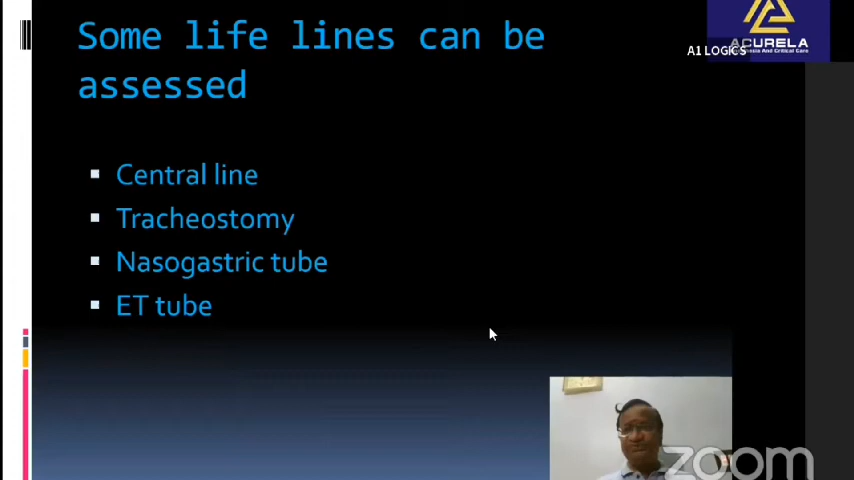 Some life lines can be
assessed
ACURELA
A1 LOGICS
Central line
Tracheostomy
Nasogastric tube
ET tube
zoom